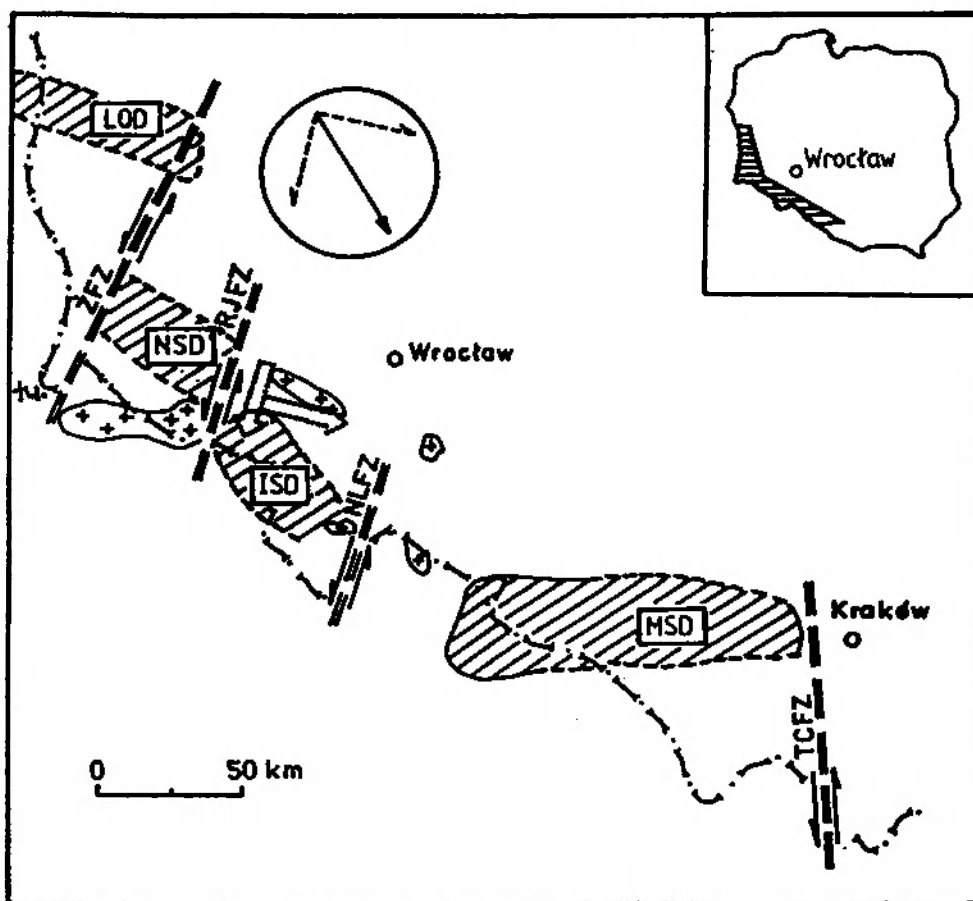 LOD
Wrocław
ZFZ
RJFZ
NSD
Wrocław
ISD
NLFZ
MSD
Kraków
TCFZ
0 50 km